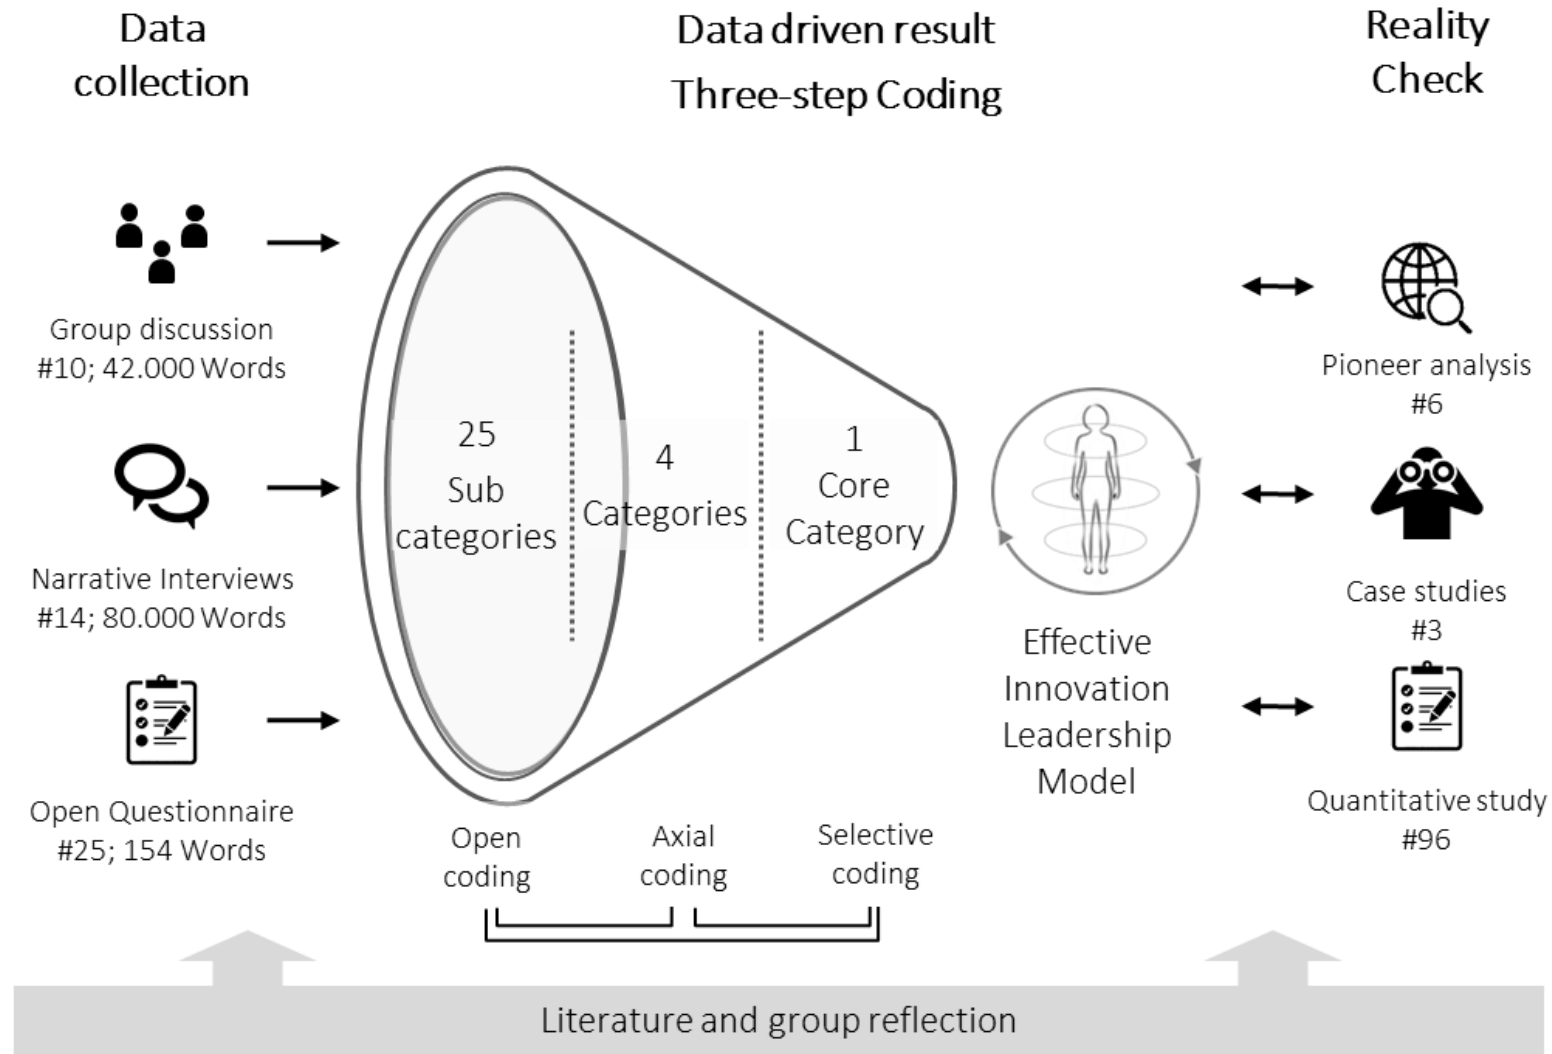 Data
collection
Data driven result
Three-step Coding
Reality
Check
Group discussion
#10; 42.000 Words
Narrative Interviews
#14; 80.000 Words
Open Questionnaire
#25; 154 Words
25
Sub
categories
4
Categories
1
Core
Category
Open
coding
Axial
coding
Selective
coding
Effective
Innovation
Leadership
Model
Pioneer analysis
#6
Case studies
#3
Quantitative study
#96
Literature and group reflection